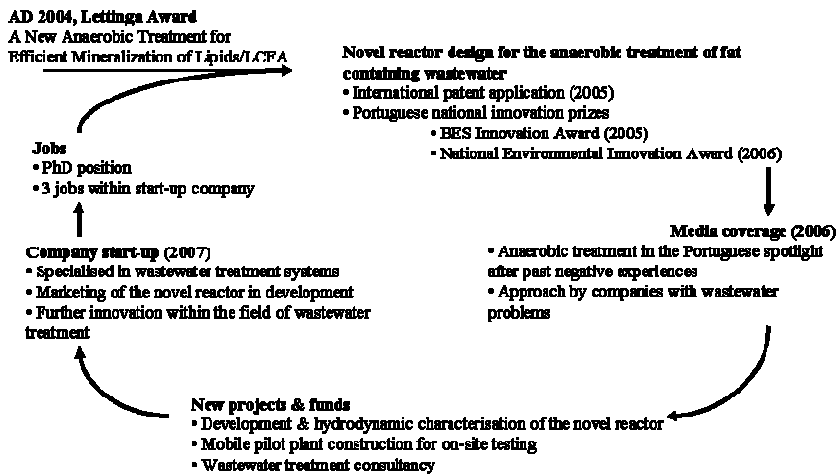 AD 2004, Lettinga Award
A New Anaerobic Treatment for
Efficient Mineralization of Lipids/LCFA
Novel reactor design for the anaerobic treatment of fat
containing wastewater
• International patent application (2005)
• Portuguese national innovation prizes
• BES Innovation Award (2005)
• National Environmental Innovation Award (2006)
Media coverage (2006)
• Anaerobic treatment in the Portuguese spotlight
after past negative experiences
• Approach by companies with wastewater
problems
New projects & funds
• Development & hydrodynamic characterisation of the novel reactor
• Mobile pilot plant construction for on-site testing
• Wastewater treatment consultancy
Company start-up (2007)
• Specialised in wastewater treatment systems
• Marketing of the novel reactor in development
• Further innovation within the field of wastewater
treatment
Jobs
• PhD position
• 3 jobs within start-up company